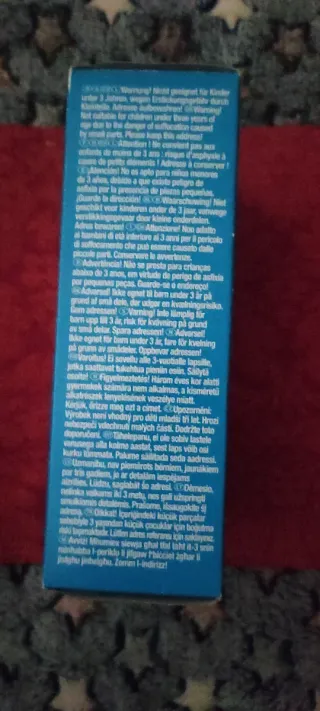 Warnung! Nicht geeignet für Kinder
unter 3 Jahren, wegen Erstickungsgefahr durch
Kleinteile. Adresse aufbewahren! Warning!
Not suitable for children under three years of
age due to the danger of suffocation caused
by small parts. Please keep this address!
Attention ! Ne convient pas aux
enfants de moins de 3 ans : risque d'asphyxie à
cause de petits éléments ! Adresse à conserver !
¡Atención! No es apto para niños menores
de 3 años, debido a que existe peligro de
asfixia por la presencia de piezas pequeñas.
¡Guarde la dirección! Waarschuwing! Niet
geschikt voor kinderen onder de 3 jaar, vanwege
verstikkingsgevaar door kleine onderdelen.
Adres bewaren! Attenzione! Non adatto
ai bambini di età inferiore ai 3 anni per il pericolo
di soffocamento che può essere causato dalle
piccole parti. Conservare le avvertenze.
Advertência! Não se presta para crianças
abaixo de 3 anos, em virtude de perigo de asfixia
por pequenas peças. Guarde-se o endereço!
Advarsel! Ikke egnet til børn under 3 år på
grund af små dele, der udgør en kvælningsrisiko.
Gem adressen! Varning! Inte lämplig för
barn upp till 3 år, risk för kvävning på grund
av små delar. Spara adressen! Advarsel!
Ikke egnet for barn under 3 år, fare for kvelning
på grunn av smådeler. Oppbevar adressen!
Varoitus! Ei sovellu alle 3-vuotiaille lapsille,
jotka saattavat tukehtua pieniin osiin. Säilytä
osoite! Figyelmeztetés! Három éves kor alatti
gyermekek számára nem alkalmas, a kisméretű
alkatrészek lenyelésének veszélye miatt.
Kérjük, őrizze meg ezt a címet. Upozornění:
Výrobek není vhodný pro děti mladší tří let. Hrozí
nebezpečí vdechnutí malých částí. Dodržte toto
doporučení. Tähelepanu, ei ole sobiv lastele
vanusega alla kolme aastat, sest laps võib osi
kurku tõmmata. Palume säilitada seda aadressi.
Uzmanību, nav piemērots bērniem, jaunākiem
par trīs gadiem, jo ar detaļām iespējams
aizrīties. Lūdzu, saglabāt šo adresi. Dėmesio,
netinka vaikams iki 3 metų, nes gali užspringti
smulkiomis detalėmis. Prašome, išsaugokite šį
adresą. Dikkat! İçeriğindeki küçük parçalar
sebebiyle 3 yaşından küçük çocuklar için boğulma
riski taşımaktadır. Lütfen adres referansı için saklayınız.
Avviż! Mhumiex siewja għal tfal taħt it-3 snin
minħabba l-periklu li jifgaw f'biċċiet żgħar li
jistgħu jinbelgħu. Żomm l-indirizz!